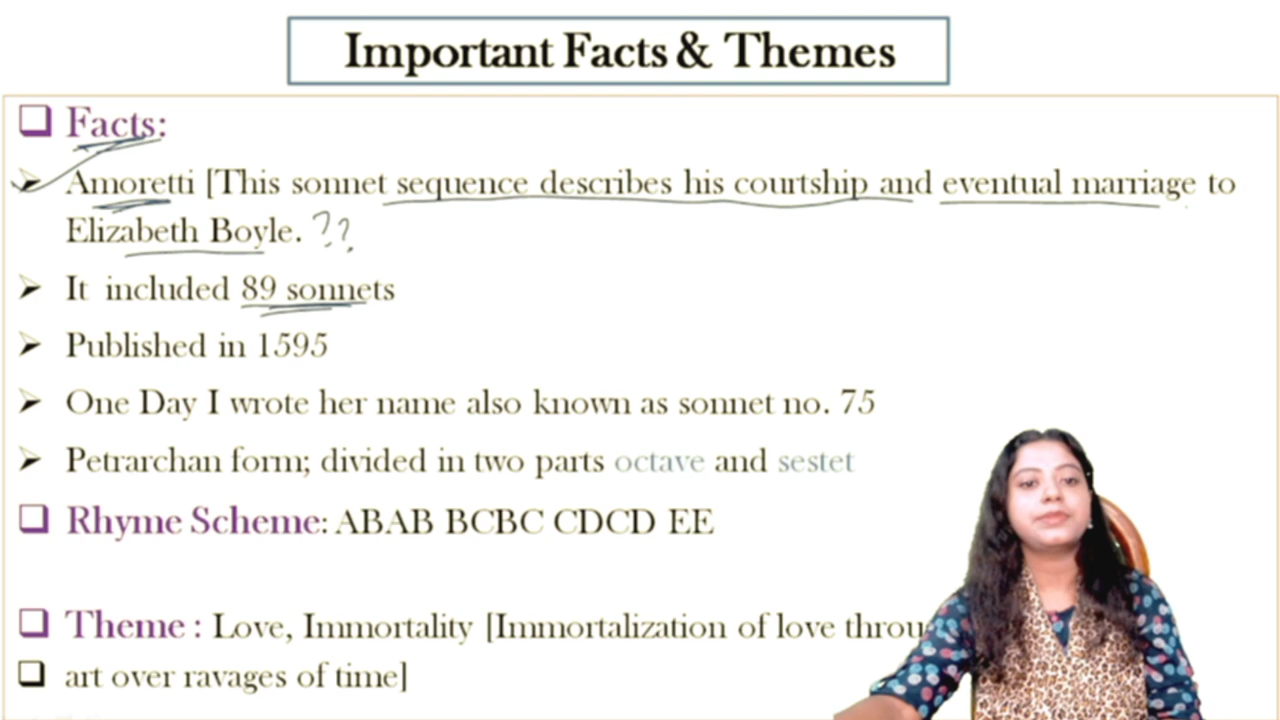 Important Facts & Themes
Facts:
Amoretti [This sonnet sequence describes his courtship and eventual marriage to
Elizabeth Boyle. ??
It included 89 sonnets
Published in 1595
One Day I wrote her name also known as sonnet no. 75
Petrarchan form; divided in two parts octave and sestet
Rhyme Scheme: ABAB BCBC CDCD EE
Theme : Love, Immortality [Immortalization of love
art over ravages of time]